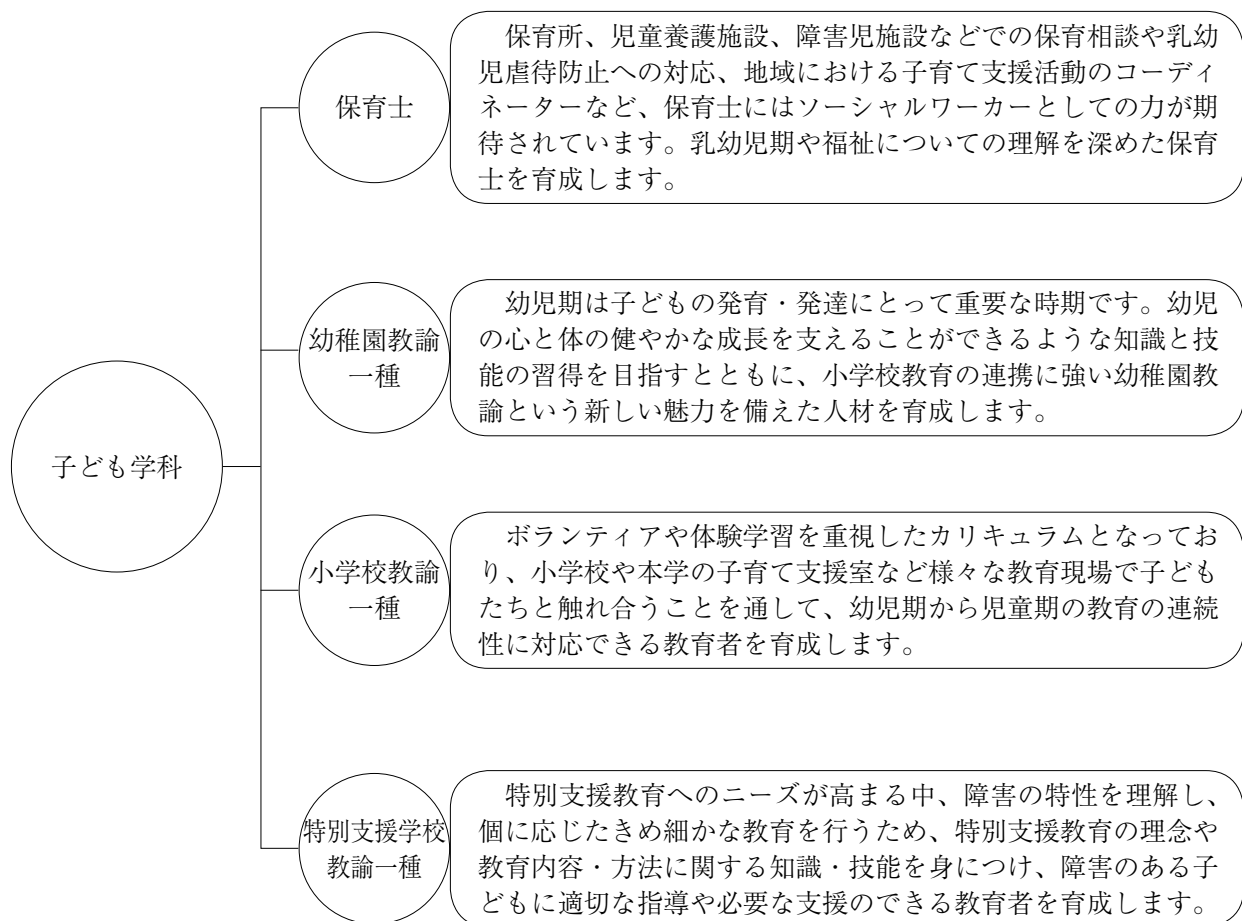 子ども学科
保育士
保育所、児童養護施設、障害児施設などでの保育相談や乳幼
児虐待防止への対応、地域における子育て支援活動のコーディ
ネーターなど、保育士にはソーシャルワーカーとしての力が期
待されています。乳幼児期や福祉についての理解を深めた保育
士を育成します。
幼稚園教諭
一種
幼児期は子どもの発育・発達にとって重要な時期です。幼児
の心と体の健やかな成長を支えることができるような知識と技
能の習得を目指すとともに、小学校教育の連携に強い幼稚園教
諭という新しい魅力を備えた人材を育成します。
小学校教諭
一種
ボランティアや体験学習を重視したカリキュラムとなってお
り、小学校や本学の子育て支援室など様々な教育現場で子ども
たちと触れ合うことを通して、幼児期から児童期の教育の連続
性に対応できる教育者を育成します。
特別支援学校
教諭一種
特別支援教育へのニーズが高まる中、障害の特性を理解し、
個に応じたきめ細かな教育を行うため、特別支援教育の理念や
教育内容・方法に関する知識・技能を身につけ、障害のある子
どもに適切な指導や必要な支援のできる教育者を育成します。